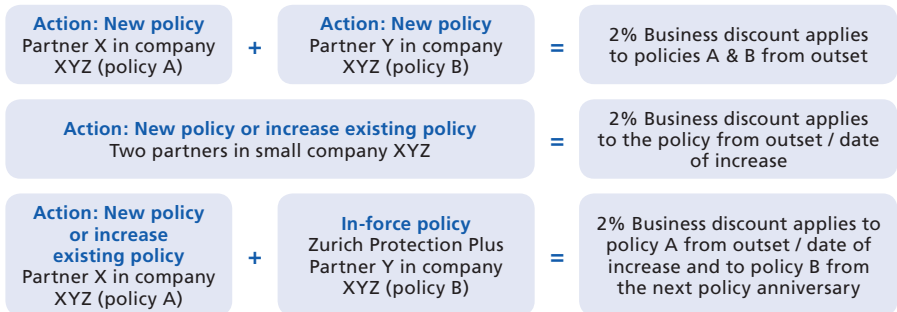 Action: New policy
Partner X in company
XYZ (policy A)
+
Action: New policy
Partner Y in company
XYZ (policy B)
=
2% Business discount applies
to policies A & B from outset
Action: New policy or increase existing policy
Two partners in small company XYZ
=
2% Business discount applies
to the policy from outset / date
of increase
Action: New policy
or increase
existing policy
Partner X in company
XYZ (policy A)
+
In-force policy
Zurich Protection Plus
Partner Y in company
XYZ (policy B)
=
2% Business discount applies to
policy A from outset / date of
increase and to policy B from
the next policy anniversary